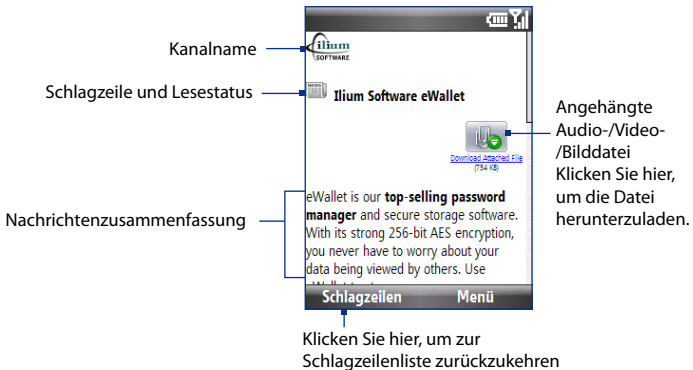 Kanalname
ilium
SOFTWARE
Schlagzeile und Lesestatus
Ilium Software eWallet
Download Attached File
(754 KB)
Angehängte
Audio-/Video-
/Bilddatei
Klicken Sie hier,
um die Datei
herunterzuladen.
Nachrichtenzusammenfassung
eWallet is our top-selling password
manager and secure storage software.
With its strong 256-bit AES encryption,
you never have to worry about your
data being viewed by others. Use
Schlagzeilen
Menü
Klicken Sie hier, um zur
Schlagzeilenliste zurückzukehren